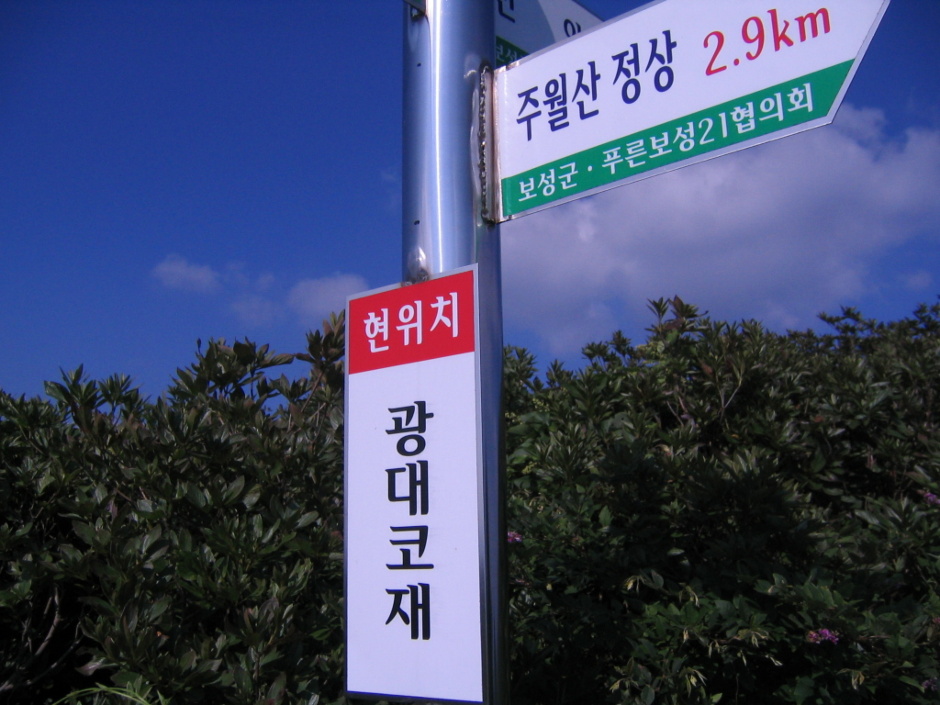 주월산 정상 2.9km
보성군·푸른보성21협의회
현위치
광대코재